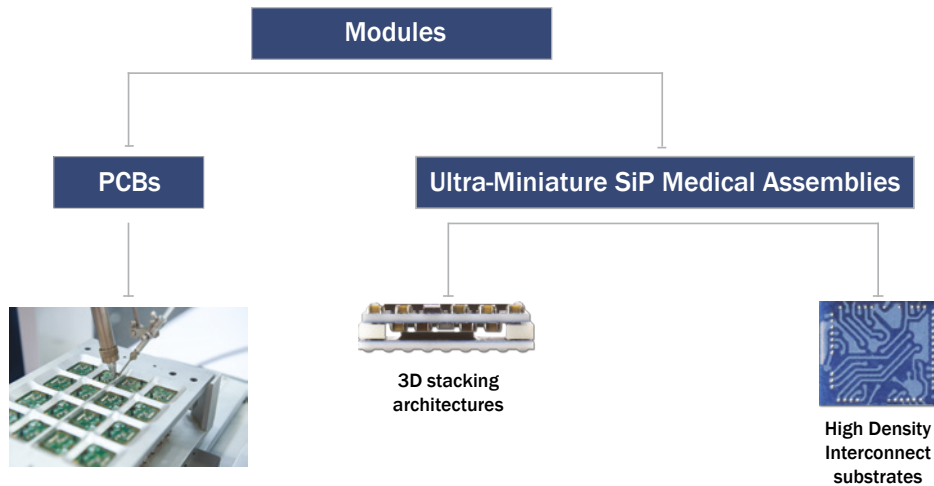 Modules
PCBs
Ultra-Miniature SiP Medical Assemblies
3D stacking
architectures
High Density
Interconnect
substrates